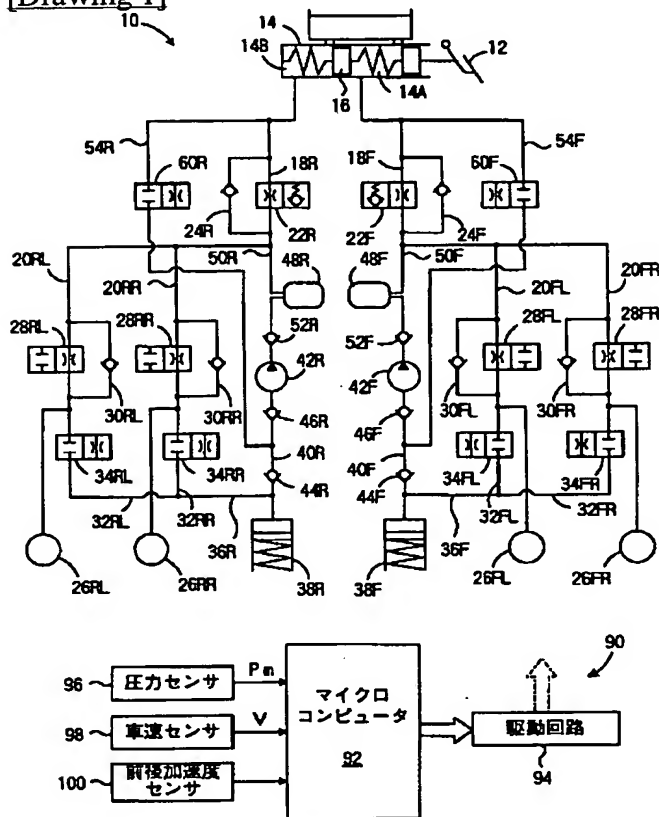 [Drawing 1]
10
14
14B
12
16
14A
54R
54F
60R
18R
18F
60F
24R
22R
22F
24F
20RL
50R
50F
20FR
20RR
48R
48F
20FL
28RL
28RR
52R
52F
28FL
28FR
42R
42F
30RL
30RR
46R
46F
30FL
30FR
34RL
34RR
40R
40F
34FL
34FR
44R
44F
32RL
32RR
36R
36F
32FL
32FR
26RL
26RR
38R
38F
26FL
26FR
90
96
圧力センサ
Pm
マイクロ
コンピュータ
92
98
車速センサ
V
駆動回路
94
100
前後加速度
センサ